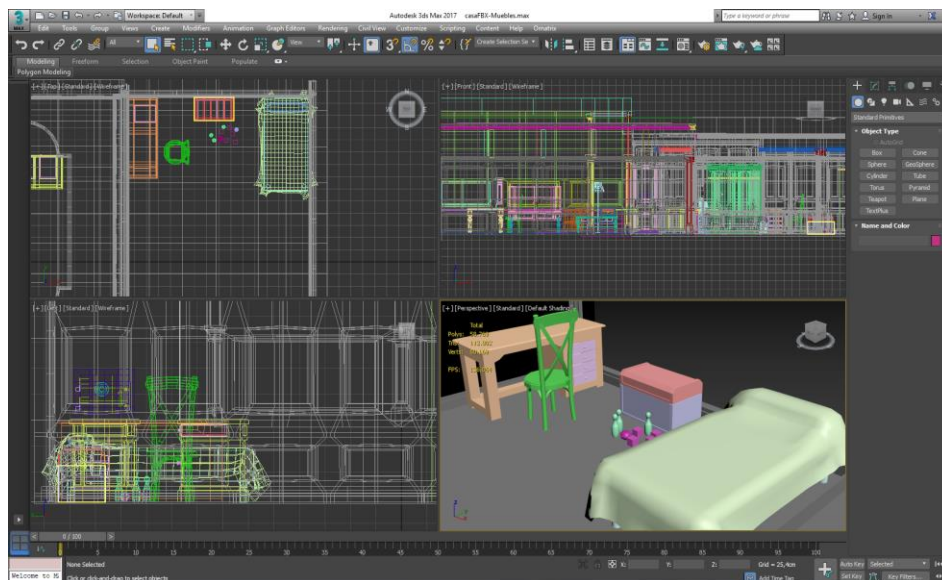 Workspace: Default
Autodesk 3ds Max 2017 casaFBX-Muebles.max
Type a keyword or phrase
Sign in
MAX
Edit Tools Group Views Create Modifiers Animation Graph Editors Rendering Civil View Customize Scripting Content Help Ornatrix
All
View
Create Selection Se
Modeling Freeform Selection Object Paint Populate
Polygon Modeling
[+] [Top] [Standard] [Wireframe]
[+] [Front] [Standard] [Wireframe]
Standard Primitives
Object Type
AutoGrid
Box Cone
Sphere GeoSphere
Cylinder Tube
Torus Pyramid
Teapot Plane
TextPlus
Name and Color
[Standard] [Wireframe]
[+] [Perspective] [Standard] [Default Shading]
Total
Polys:
Verts:
FPS:
0 / 100
0 5 10 15 20 25 30 35 40 45 50 55 60 65 70 75 80 85 90 95 100
None Selected
X: Y: Z: Grid = 25,4cm
Auto Key Selected
Welcome to M
Click or click-and-drag to select objects
Add Time Tag
Set Key Key Filters...